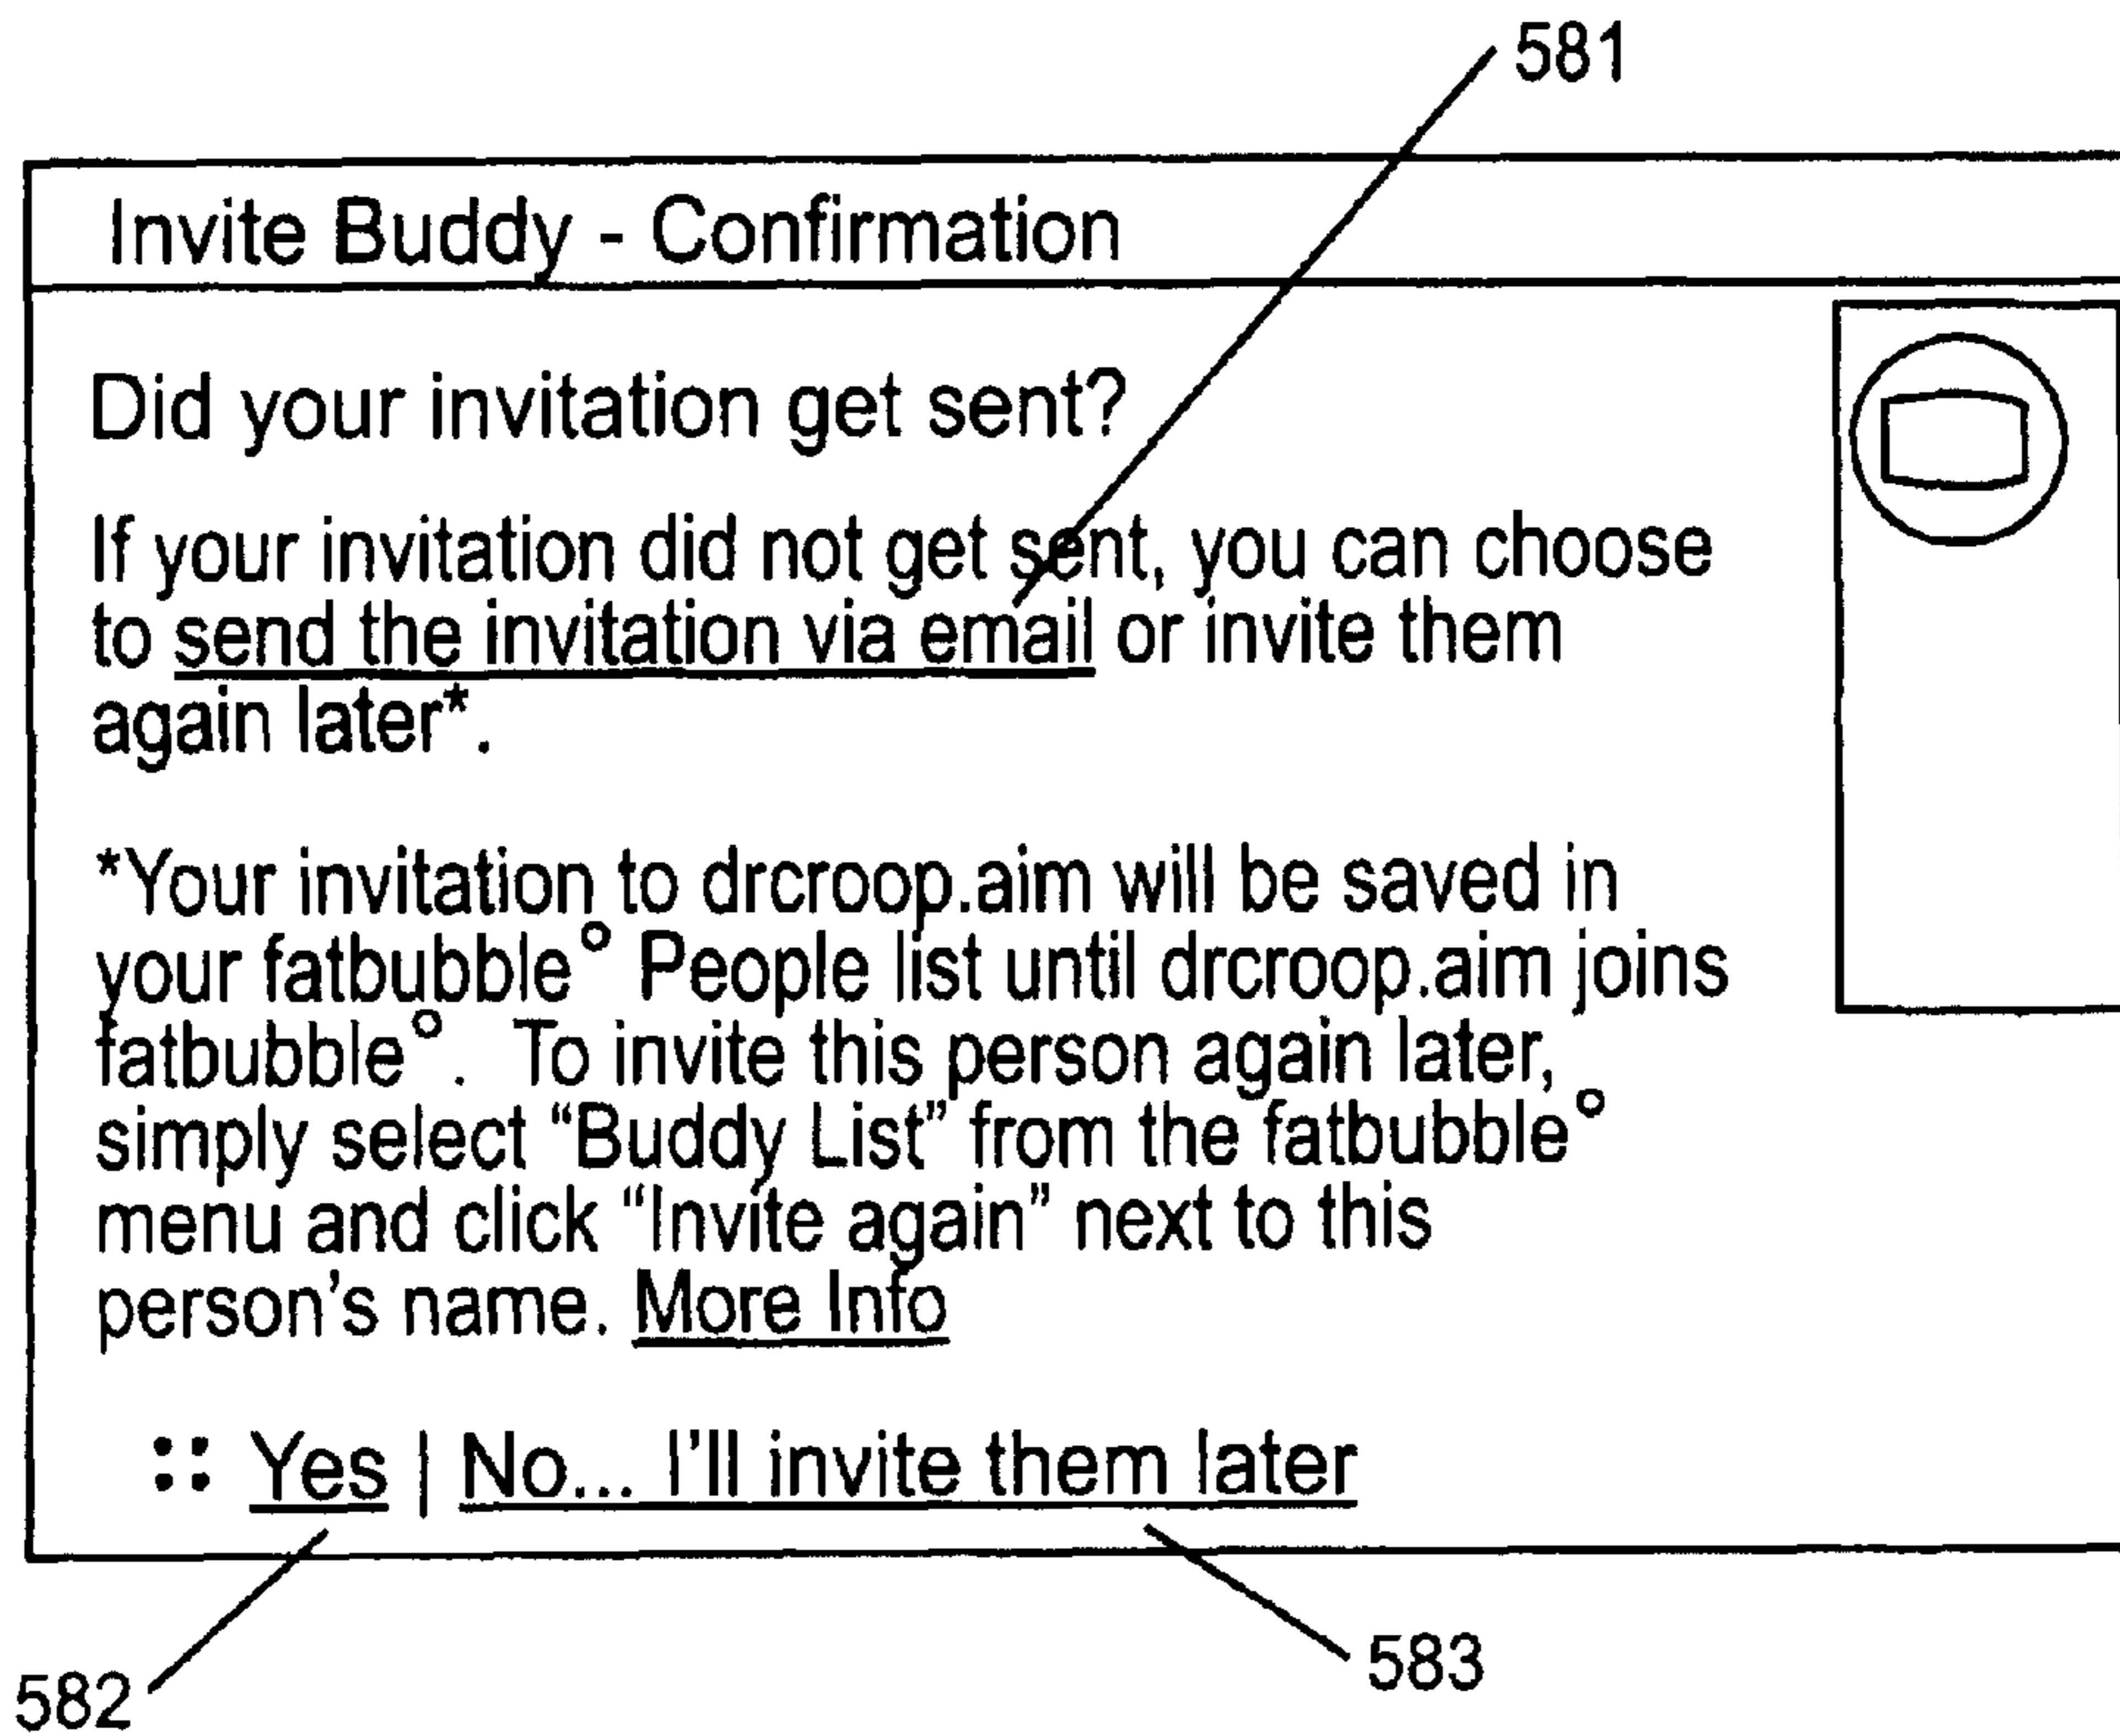 581
Invite Buddy - Confirmation
Did your invitation get sent?
If your invitation did not get sent, you can choose
to send the invitation via email or invite them
again later*.
*Your invitation to drcroop.aim will be saved in
your fatbubble° People list until drcroop.aim joins
fatbubble°. To invite this person again later,
simply select “Buddy List” from the fatbubble°
menu and click “Invite again” next to this
person's name. More Info
:: Yes | No... I'll invite them later
582
583